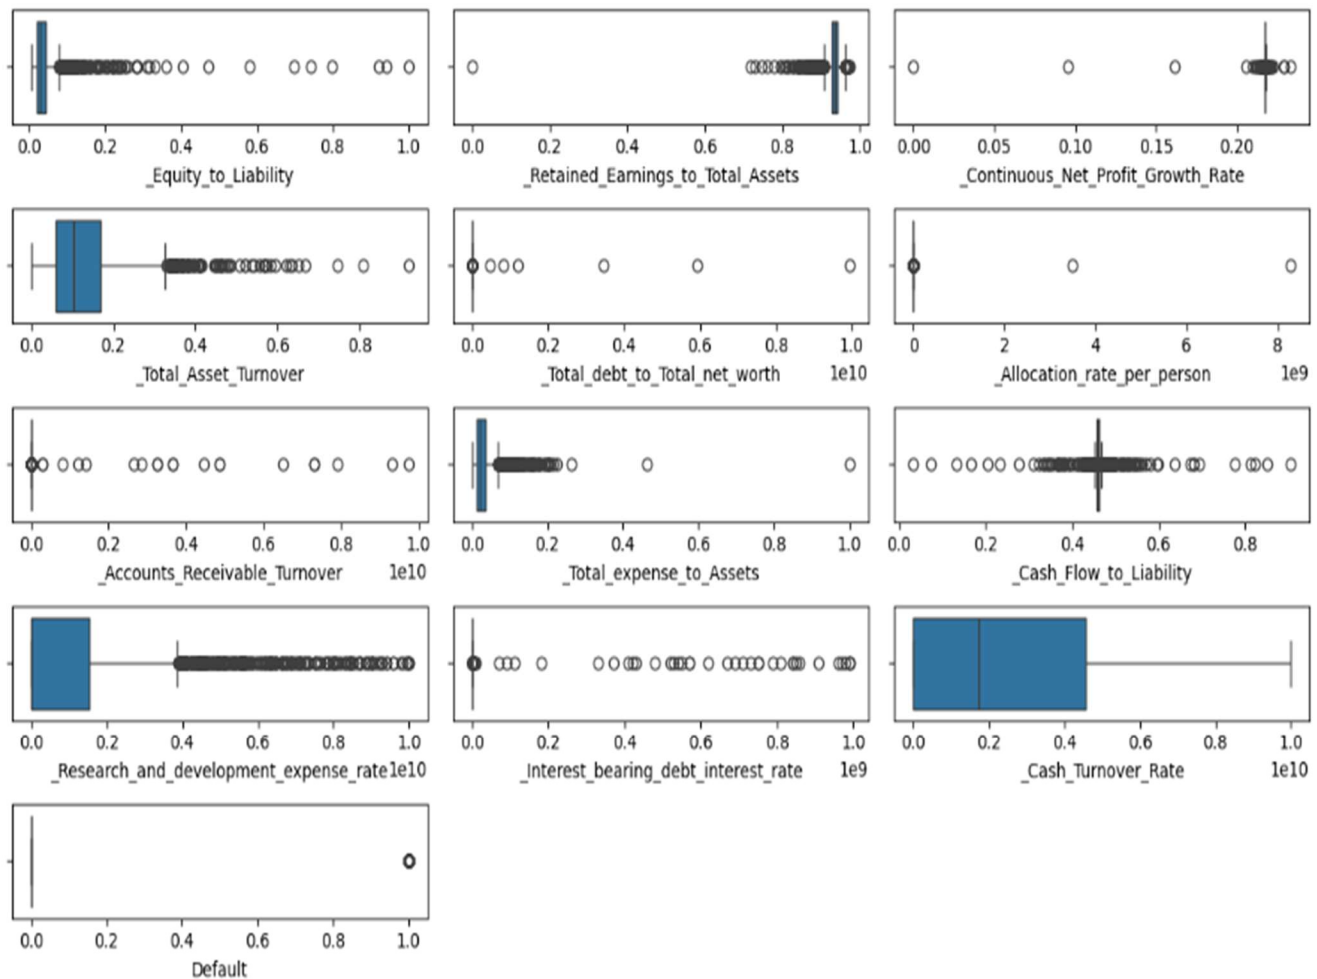 0.0 0.2 0.4 0.6 0.8 1.0
_Equity_to_Liability
0.0 0.2 0.4 0.6 0.8 1.0
_Retained_Earnings_to_Total_Assets
0.00 0.05 0.10 0.15 0.20
_Continuous_Net_Profit_Growth_Rate
0.0 0.2 0.4 0.6 0.8
_Total_Asset_Turnover
0.0 0.2 0.4 0.6 0.8 1.0
_Total_debt_to_Total_net_worth 1e10
0 2 4 6 8
_Allocation_rate_per_person 1e9
0.0 0.2 0.4 0.6 0.8 1.0
_Accounts_Receivable_Turnover 1e10
0.0 0.2 0.4 0.6 0.8 1.0
_Total_expense_to_Assets
0.0 0.2 0.4 0.6 0.8
_Cash_Flow_to_Liability
0.0 0.2 0.4 0.6 0.8 1.0
_Research_and_development_expense_rate 1e10
0.0 0.2 0.4 0.6 0.8 1.0
_Interest_bearing_debt_interest_rate 1e9
0.0 0.2 0.4 0.6 0.8 1.0
_Cash_Turnover_Rate 1e10
0.0 0.2 0.4 0.6 0.8 1.0
Default